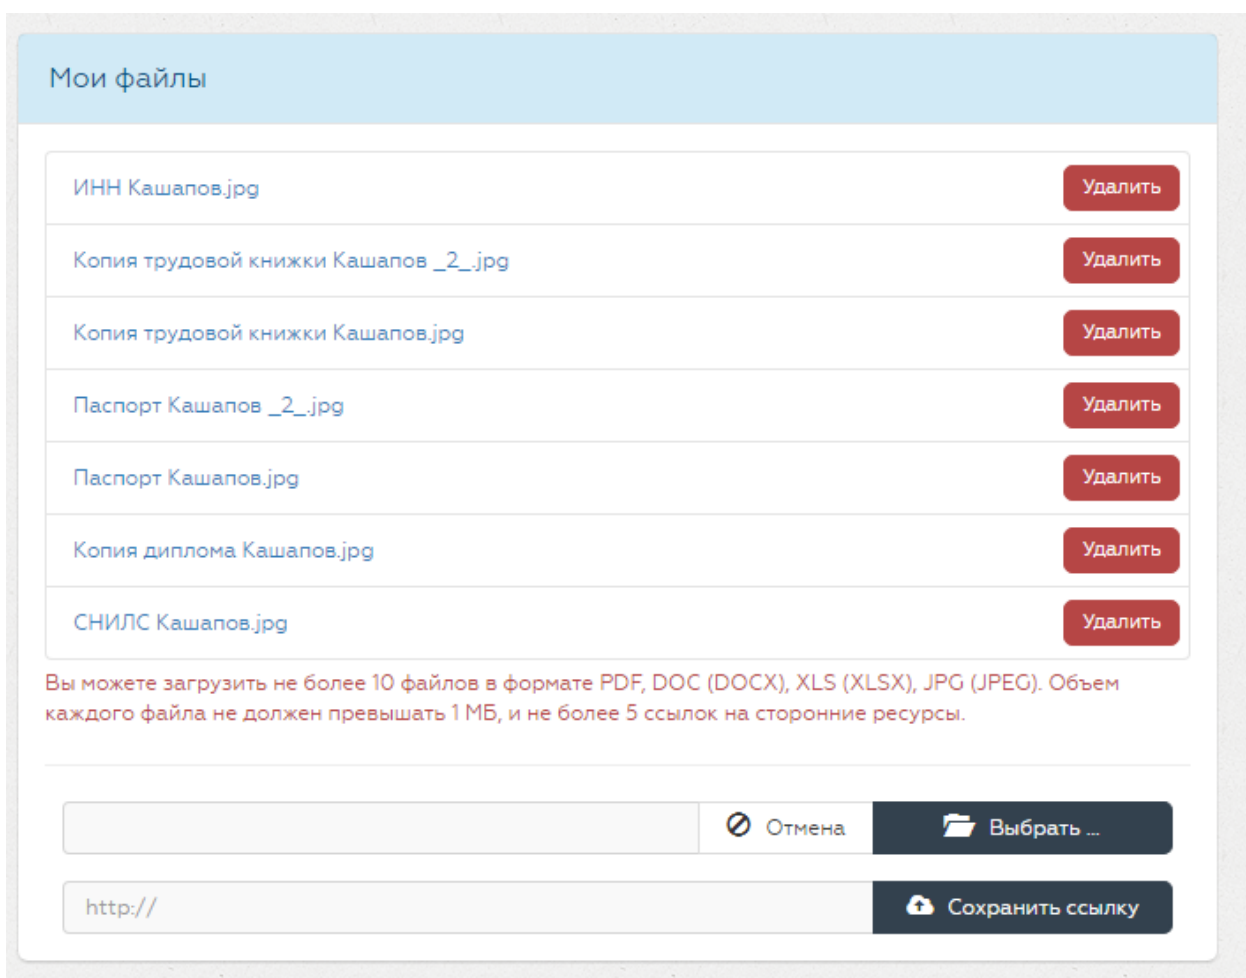 Мои файлы
ИНН Кашапов.jpg Удалить
Копия трудовой книжки Кашапов _2_.jpg Удалить
Копия трудовой книжки Кашапов.jpg Удалить
Паспорт Кашапов _2_.jpg Удалить
Паспорт Кашапов.jpg Удалить
Копия диплома Кашапов.jpg Удалить
СНИЛС Кашапов.jpg Удалить
Вы можете загрузить не более 10 файлов в формате PDF, DOC (DOCX), XLS (XLSX), JPG (JPEG). Объем
каждого файла не должен превышать 1 МБ, и не более 5 ссылок на сторонние ресурсы.
Отмена Выбрать ...
http:// Сохранить ссылку